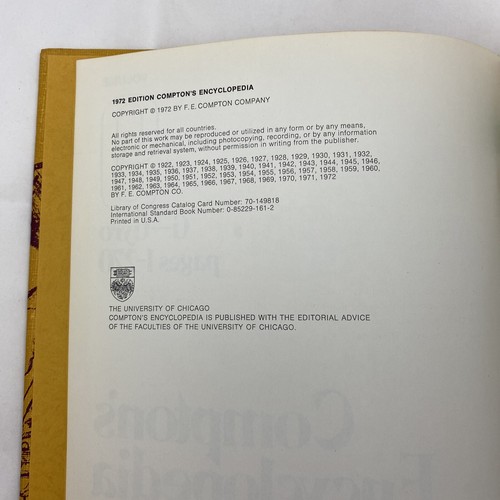 1972 EDITION COMPTON'S ENCYCLOPEDIA
COPYRIGHT © 1972 BY F. E. COMPTON COMPANY
All rights reserved for all countries.
No part of this work may be reproduced or utilized in any form or by any means,
electronic or mechanical, including photocopying, recording, or by any information
storage and retrieval system, without permission in writing from the publisher.
COPYRIGHT © 1922, 1923, 1924, 1925, 1926, 1927, 1928, 1929, 1930, 1931, 1932,
1933, 1934, 1935, 1936, 1937, 1938, 1939, 1940, 1941, 1942, 1943, 1944, 1945, 1946,
1947, 1948, 1949, 1950, 1951, 1952, 1953, 1954, 1955, 1956, 1957, 1958, 1959, 1960,
1961, 1962, 1963, 1964, 1965, 1966, 1967, 1968, 1969, 1970, 1971, 1972
BY F. E. COMPTON CO.
Library of Congress Catalog Card Number: 70-149818
International Standard Book Number: 0-85229-161-2
Printed in U.S.A.
THE UNIVERSITY OF CHICAGO
COMPTON'S ENCYCLOPEDIA IS PUBLISHED WITH THE EDITORIAL ADVICE
OF THE FACULTIES OF THE UNIVERSITY OF CHICAGO.
Compton's
Encyclopedia